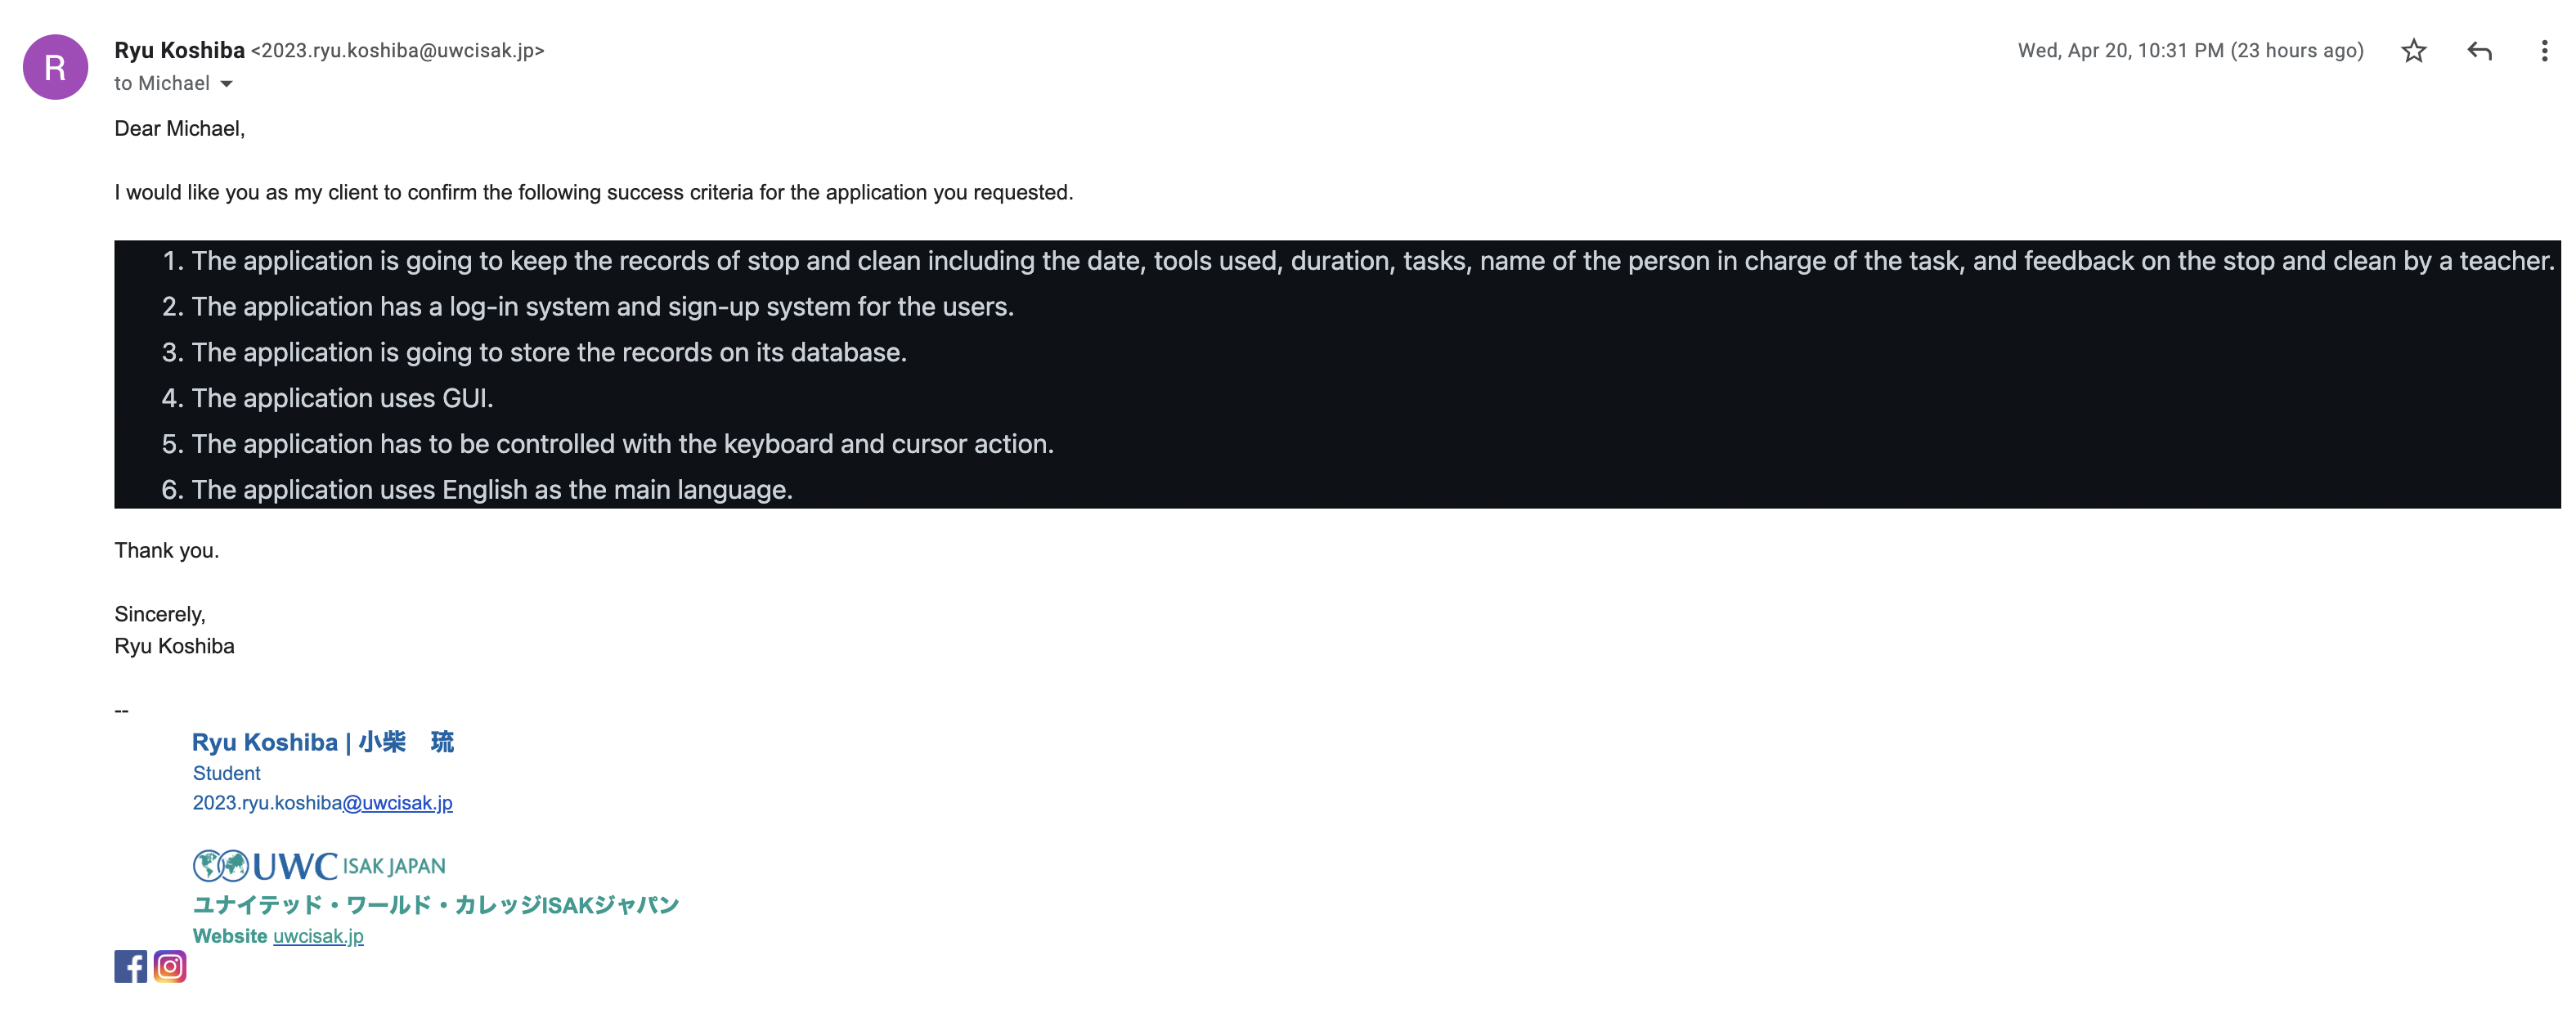 R
Ryu Koshiba <2023.ryu.koshiba@uwcisak.jp>
Wed, Apr 20, 10:31 PM (23 hours ago)
to Michael
Dear Michael,
I would like you as my client to confirm the following success criteria for the application you requested.
1. The application is going to keep the records of stop and clean including the date, tools used, duration, tasks, name of the person in charge of the task, and feedback on the stop and clean by a teacher.
2. The application has a log-in system and sign-up system for the users.
3. The application is going to store the records on its database.
4. The application uses GUI.
5. The application has to be controlled with the keyboard and cursor action.
6. The application uses English as the main language.
Thank you.
Sincerely,
Ryu Koshiba
--
Ryu Koshiba | 小柴　琉
Student
2023.ryu.koshiba@uwcisak.jp
UWC ISAK JAPAN
ユナイテッド・ワールド・カレッジISAKジャパン
Website uwcisak.jp